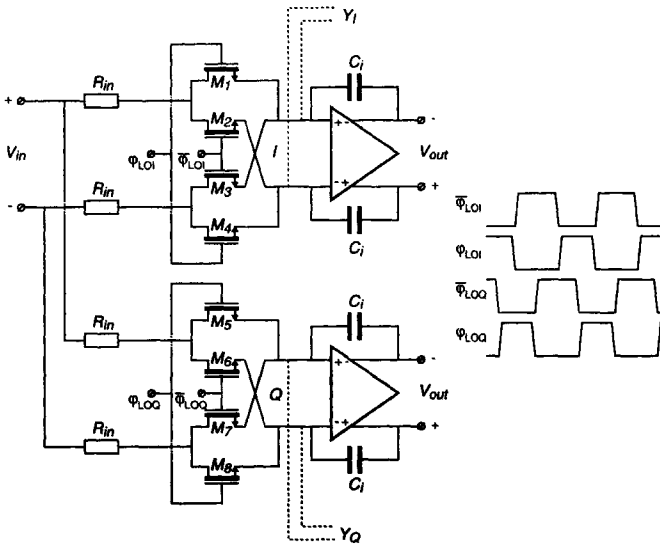 Y_I
R_in
M_1
C_i
+
M_2
+ -
-
V_in
φ_LOI
φ̅_LOI
I
V_out
-
R_in
M_3
- +
+
M_4
C_i
φ̅_LOI
φ_LOI
φ̅_LOQ
φ_LOQ
R_in
M_5
C_i
M_6
+ -
-
φ_LOQ
φ̅_LOQ
Q
V_out
R_in
M_7
- +
+
M_8
C_i
Y_Q